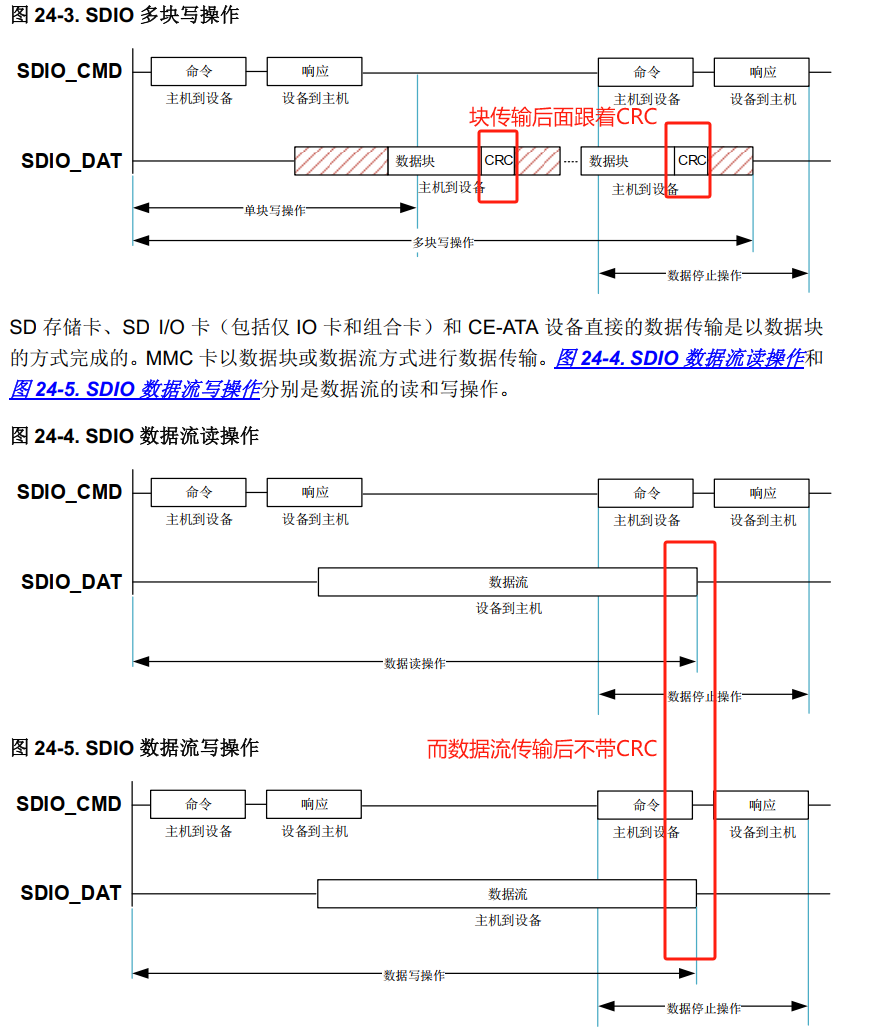 图 24-3. SDIO 多块写操作
SDIO_CMD
命令
响应
命令
响应
主机到设备
设备到主机
主机到设备
设备到主机
块传输后面跟着CRC
SDIO_DAT
数据块
CRC
数据块
CRC
主机到设备
主机到设备
单块写操作
多块写操作
数据停止操作
SD 存储卡、SD I/O 卡（包括仅 IO 卡和组合卡）和 CE-ATA 设备直接的数据传输是以数据块
的方式完成的。MMC 卡以数据块或数据流方式进行数据传输。图 24-4. SDIO 数据流读操作和
图 24-5. SDIO 数据流写操作分别是数据流的读和写操作。
图 24-4. SDIO 数据流读操作
SDIO_CMD
命令
响应
命令
响应
主机到设备
设备到主机
主机到设备
设备到主机
SDIO_DAT
数据流
设备到主机
数据读操作
数据停止操作
图 24-5. SDIO 数据流写操作
而数据流传输后不带CRC
SDIO_CMD
命令
响应
命令
响应
主机到设备
设备到主机
主机到设备
设备到主机
SDIO_DAT
数据流
主机到设备
数据写操作
数据停止操作